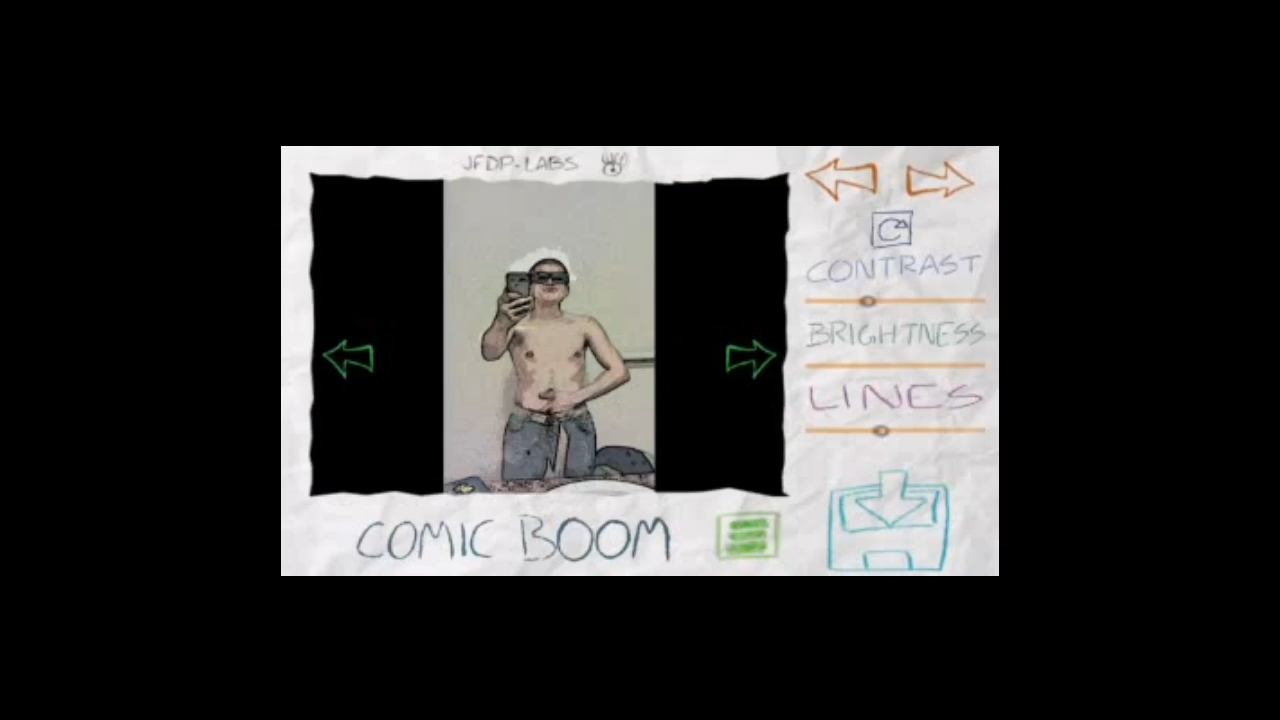 JFDP-LABS
CONTRAST
BRIGHTNESS
LINES
COMIC BOOM